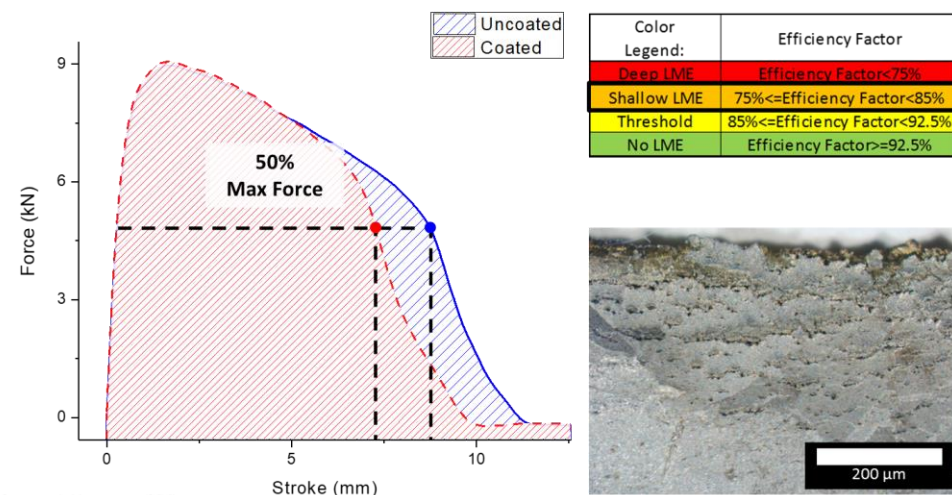 Uncoated
Coated
9
6
3
0
Force (kN)
50%
Max Force
0
5
10
Stroke (mm)
Color
Legend:
Efficiency Factor
Deep LME
Efficiency Factor<75%
Shallow LME
75%<=Efficiency Factor<85%
Threshold
85%<=Efficiency Factor<92.5%
No LME
Efficiency Factor>=92.5%
200 µm